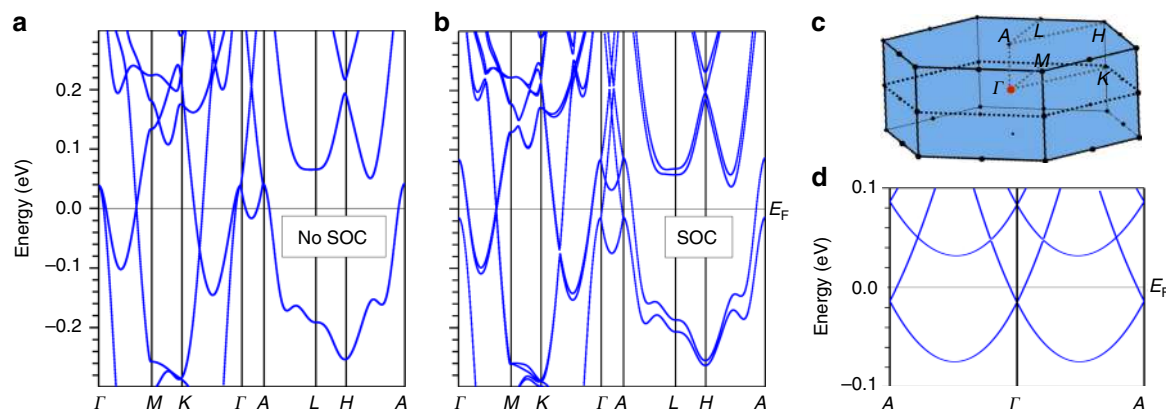 a
Energy (eV)
0.2
0.1
0.0
−0.1
−0.2
No SOC
Γ M K Γ A L H A
b
SOC
E_F
Γ M K Γ A L H A
c
A L H
M
Γ K
d
Energy (eV)
0.1
0.0
−0.1
E_F
A Γ A